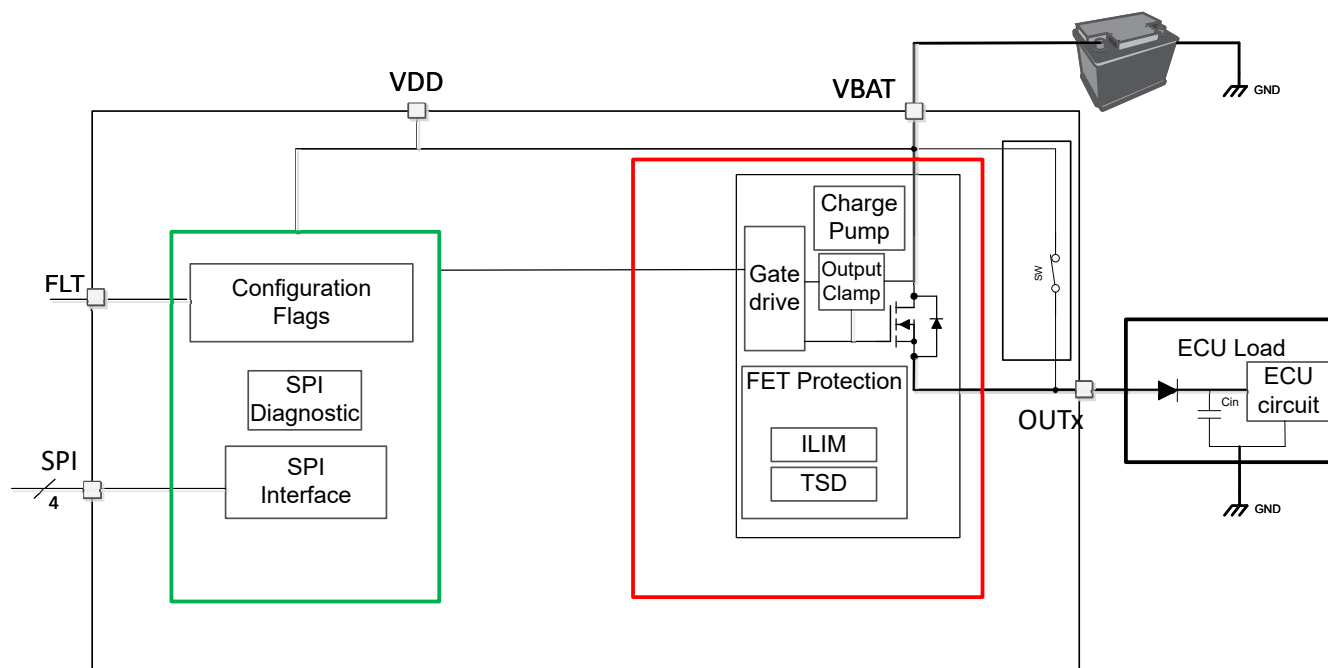 VDD
VBAT
GND
Charge
Pump
Gate
drive
Output
Clamp
SW
FLT
Configuration
Flags
SPI
Diagnostic
SPI
4
SPI
Interface
FET Protection
ILIM
TSD
OUTx
ECU Load
Cin
ECU
circuit
GND